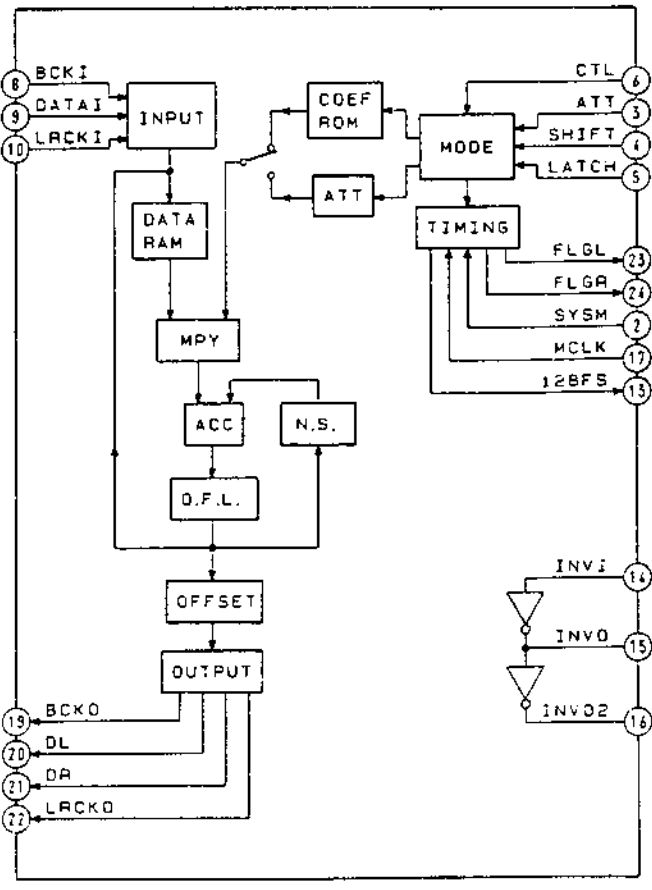 8 BCKI
9 DATAI
10 LRCKI
INPUT
COEF
ROM
MODE
CTL 6
ATT 3
SHIFT 4
LATCH 5
ATT
DATA
RAM
TIMING
FLGL 23
FLGR 24
SYSM 2
MCLK 17
128FS 13
MPY
ACC
N.S.
O.F.L.
OFFSET
OUTPUT
INVI 14
INVO 15
INVO2 16
19 BCKO
20 DL
21 DR
22 LRCKO